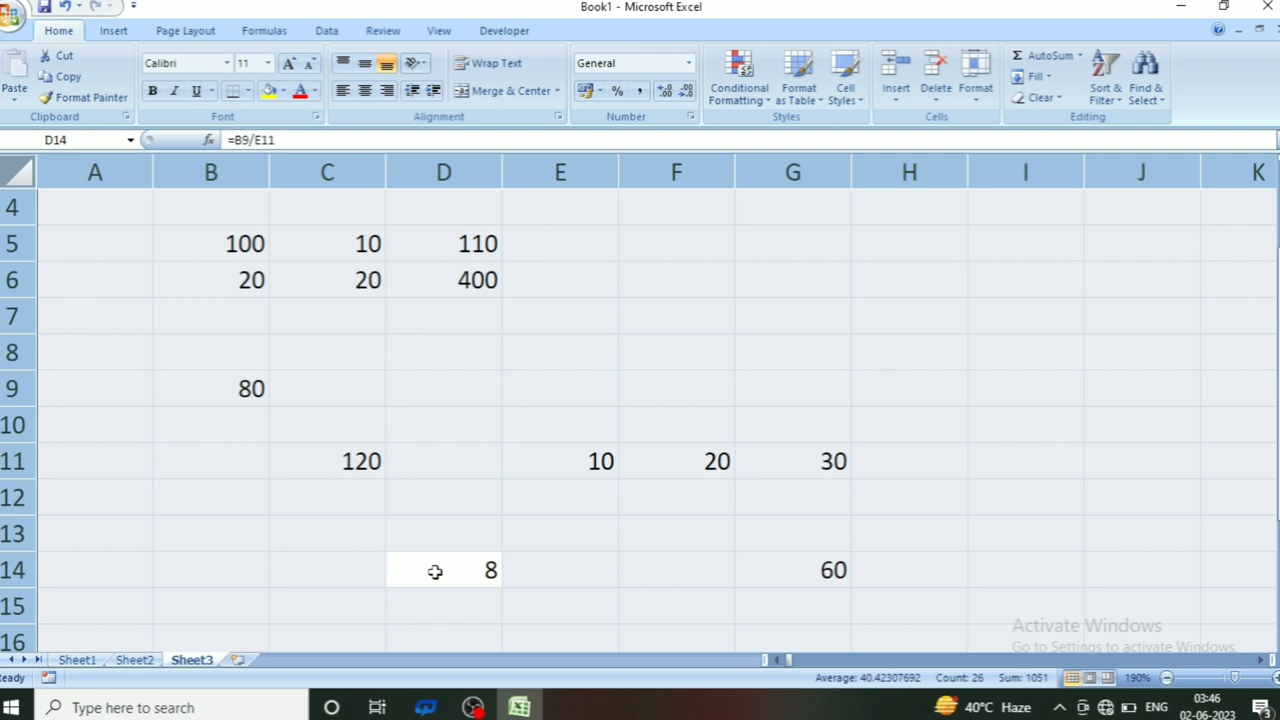 Book1 - Microsoft Excel
Home Insert Page Layout Formulas Data Review View Developer
Cut Calibri 11 Wrap Text General AutoSum
Copy Fill
Paste Format Painter B I U Merge & Center % , Conditional Formatting Format as Table Cell Styles Insert Delete Format Clear Sort & Filter Find & Select
Clipboard Font Alignment Number Styles Cells Editing
D14 fx =B9/E11
A B C D E F G H I J K
4
5 100 10 110
6 20 20 400
7
8
9 80
10
11 120 10 20 30
12
13
14 8 60
15
Activate Windows
16 Go to Settings to activate Windows.
Sheet1 Sheet2 Sheet3
eady Average: 40.42307692 Count: 26 Sum: 1051 190%
Type here to search 40°C Haze ENG 03:46
02-06-2023 3